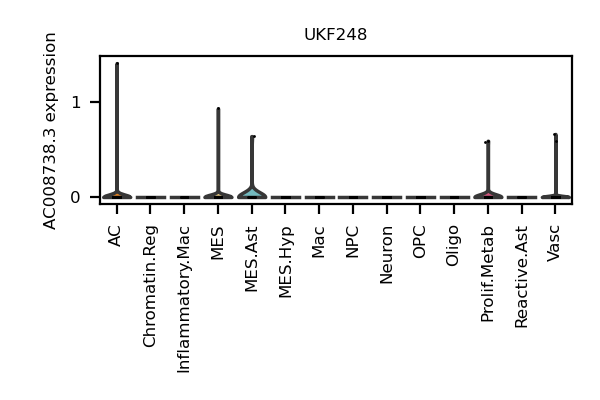 UKF248
AC008738.3 expression
1
0
AC
Chromatin.Reg
Inflammatory.Mac
MES
MES.Ast
MES.Hyp
Mac
NPC
Neuron
OPC
Oligo
Prolif.Metab
Reactive.Ast
Vasc